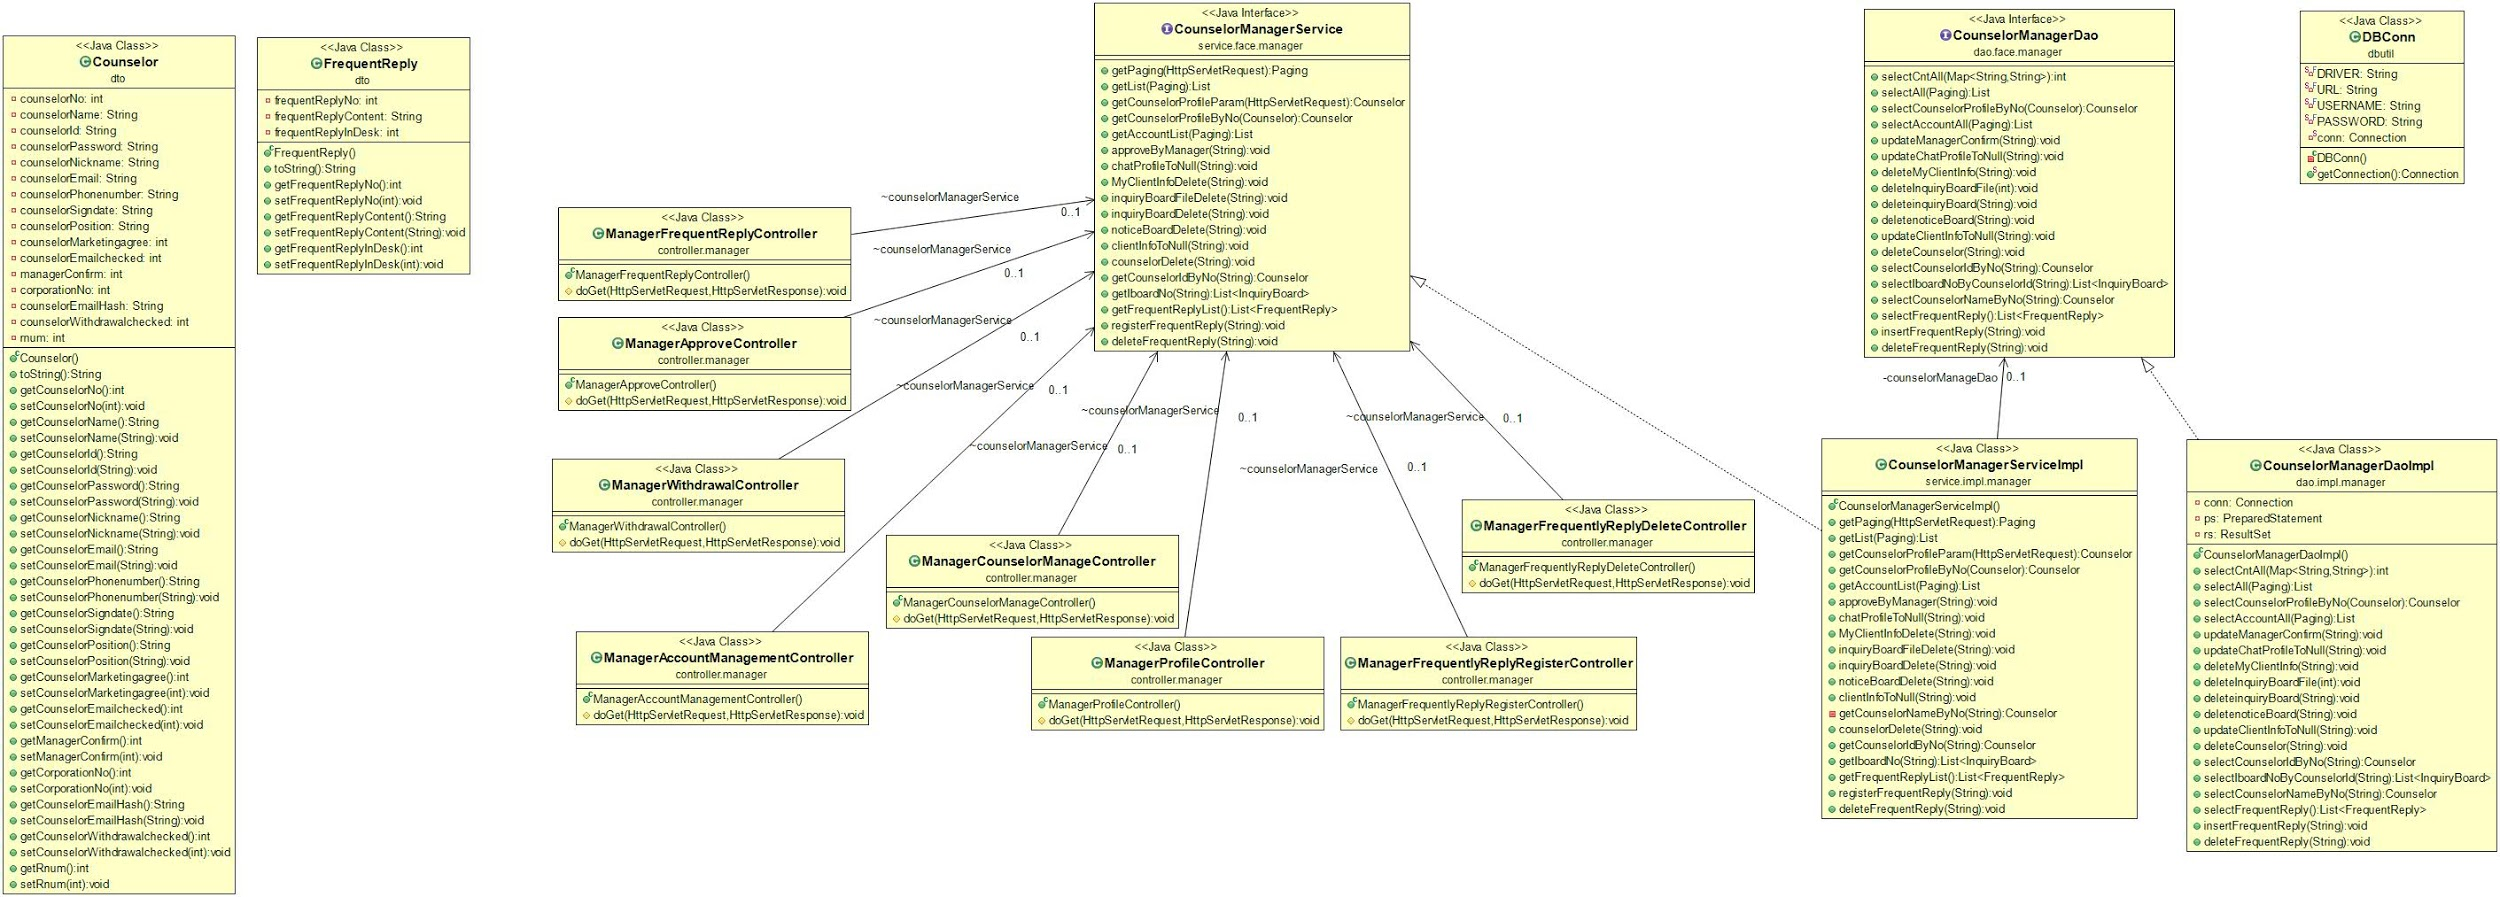 <<Java Class>>
Counselor
dto
counselorNo: int
counselorName: String
counselorId: String
counselorPassword: String
counselorNickname: String
counselorEmail: String
counselorPhonenumber: String
counselorSigndate: String
counselorPosition: String
counselorMarketingagree: int
counselorEmailchecked: int
managerConfirm: int
corporationNo: int
counselorEmailHash: String
counselorWithdrawalchecked: int
rnum: int
Counselor()
toString():String
getCounselorNo():int
setCounselorNo(int):void
getCounselorName():String
setCounselorName(String):void
getCounselorId():String
setCounselorId(String):void
getCounselorPassword():String
setCounselorPassword(String):void
getCounselorNickname():String
setCounselorNickname(String):void
getCounselorEmail():String
setCounselorEmail(String):void
getCounselorPhonenumber():String
setCounselorPhonenumber(String):void
getCounselorSigndate():String
setCounselorSigndate(String):void
getCounselorPosition():String
setCounselorPosition(String):void
getCounselorMarketingagree():int
setCounselorMarketingagree(int):void
getCounselorEmailchecked():int
setCounselorEmailchecked(int):void
getManagerConfirm():int
setManagerConfirm(int):void
getCorporationNo():int
setCorporationNo(int):void
getCounselorEmailHash():String
setCounselorEmailHash(String):void
getCounselorWithdrawalchecked():int
setCounselorWithdrawalchecked(int):void
getRnum():int
setRnum(int):void
<<Java Class>>
FrequentReply
dto
frequentReplyNo: int
frequentReplyContent: String
frequentReplyInDesk: int
FrequentReply()
toString():String
getFrequentReplyNo():int
setFrequentReplyNo(int):void
getFrequentReplyContent():String
setFrequentReplyContent(String):void
getFrequentReplyInDesk():int
setFrequentReplyInDesk(int):void
<<Java Class>>
ManagerFrequentReplyController
controller.manager
ManagerFrequentReplyController()
doGet(HttpServletRequest,HttpServletResponse):void
~counselorManagerService
0..1
<<Java Class>>
ManagerApproveController
controller.manager
ManagerApproveController()
doGet(HttpServletRequest,HttpServletResponse):void
~counselorManagerService
0..1
<<Java Class>>
ManagerWithdrawalController
controller.manager
ManagerWithdrawalController()
doGet(HttpServletRequest,HttpServletResponse):void
~counselorManagerService
0..1
<<Java Class>>
ManagerAccountManagementController
controller.manager
ManagerAccountManagementController()
doGet(HttpServletRequest,HttpServletResponse):void
~counselorManagerService
0..1
<<Java Class>>
ManagerCounselorManageController
controller.manager
ManagerCounselorManageController()
doGet(HttpServletRequest,HttpServletResponse):void
~counselorManagerService
0..1
<<Java Class>>
ManagerProfileController
controller.manager
ManagerProfileController()
doGet(HttpServletRequest,HttpServletResponse):void
~counselorManagerService
0..1
<<Java Class>>
ManagerFrequentlyReplyRegisterController
controller.manager
ManagerFrequentlyReplyRegisterController()
doGet(HttpServletRequest,HttpServletResponse):void
~counselorManagerService
0..1
<<Java Class>>
ManagerFrequentlyReplyDeleteController
controller.manager
ManagerFrequentlyReplyDeleteController()
doGet(HttpServletRequest,HttpServletResponse):void
~counselorManagerService
0..1
<<Java Interface>>
CounselorManagerService
service.face.manager
getPaging(HttpServletRequest):Paging
getList(Paging):List
getCounselorProfileParam(HttpServletRequest):Counselor
getCounselorProfileByNo(Counselor):Counselor
getAccountList(Paging):List
approveByManager(String):void
chatProfileToNull(String):void
MyClientInfoDelete(String):void
inquiryBoardFileDelete(String):void
inquiryBoardDelete(String):void
noticeBoardDelete(String):void
clientInfoToNull(String):void
counselorDelete(String):void
getCounselorIdByNo(String):Counselor
getIboardNo(String):List<InquiryBoard>
getFrequentReplyList():List<FrequentReply>
registerFrequentReply(String):void
deleteFrequentReply(String):void
<<Java Class>>
CounselorManagerServiceImpl
service.impl.manager
CounselorManagerServiceImpl()
getPaging(HttpServletRequest):Paging
getList(Paging):List
getCounselorProfileParam(HttpServletRequest):Counselor
getCounselorProfileByNo(Counselor):Counselor
getAccountList(Paging):List
approveByManager(String):void
chatProfileToNull(String):void
MyClientInfoDelete(String):void
inquiryBoardFileDelete(String):void
inquiryBoardDelete(String):void
noticeBoardDelete(String):void
clientInfoToNull(String):void
getCounselorNameByNo(String):Counselor
counselorDelete(String):void
getCounselorIdByNo(String):Counselor
getIboardNo(String):List<InquiryBoard>
getFrequentReplyList():List<FrequentReply>
registerFrequentReply(String):void
deleteFrequentReply(String):void
-counselorManageDao
0..1
<<Java Interface>>
CounselorManagerDao
dao.face.manager
selectCntAll(Map<String,String>):int
selectAll(Paging):List
selectCounselorProfileByNo(Counselor):Counselor
selectAccountAll(Paging):List
updateManagerConfirm(String):void
updateChatProfileToNull(String):void
deleteMyClientInfo(String):void
deleteInquiryBoardFile(int):void
deleteinquiryBoard(String):void
deletenoticeBoard(String):void
updateClientInfoToNull(String):void
deleteCounselor(String):void
selectCounselorIdByNo(String):Counselor
selectIboardNoByCounselorId(String):List<InquiryBoard>
selectCounselorNameByNo(String):Counselor
selectFrequentReply():List<FrequentReply>
insertFrequentReply(String):void
deleteFrequentReply(String):void
<<Java Class>>
CounselorManagerDaoImpl
dao.impl.manager
conn: Connection
ps: PreparedStatement
rs: ResultSet
CounselorManagerDaoImpl()
selectCntAll(Map<String,String>):int
selectAll(Paging):List
selectCounselorProfileByNo(Counselor):Counselor
selectAccountAll(Paging):List
updateManagerConfirm(String):void
updateChatProfileToNull(String):void
deleteMyClientInfo(String):void
deleteInquiryBoardFile(int):void
deleteinquiryBoard(String):void
deletenoticeBoard(String):void
updateClientInfoToNull(String):void
deleteCounselor(String):void
selectCounselorIdByNo(String):Counselor
selectIboardNoByCounselorId(String):List<InquiryBoard>
selectCounselorNameByNo(String):Counselor
selectFrequentReply():List<FrequentReply>
insertFrequentReply(String):void
deleteFrequentReply(String):void
<<Java Class>>
DBConn
dbutil
DRIVER: String
URL: String
USERNAME: String
PASSWORD: String
conn: Connection
DBConn()
getConnection():Connection